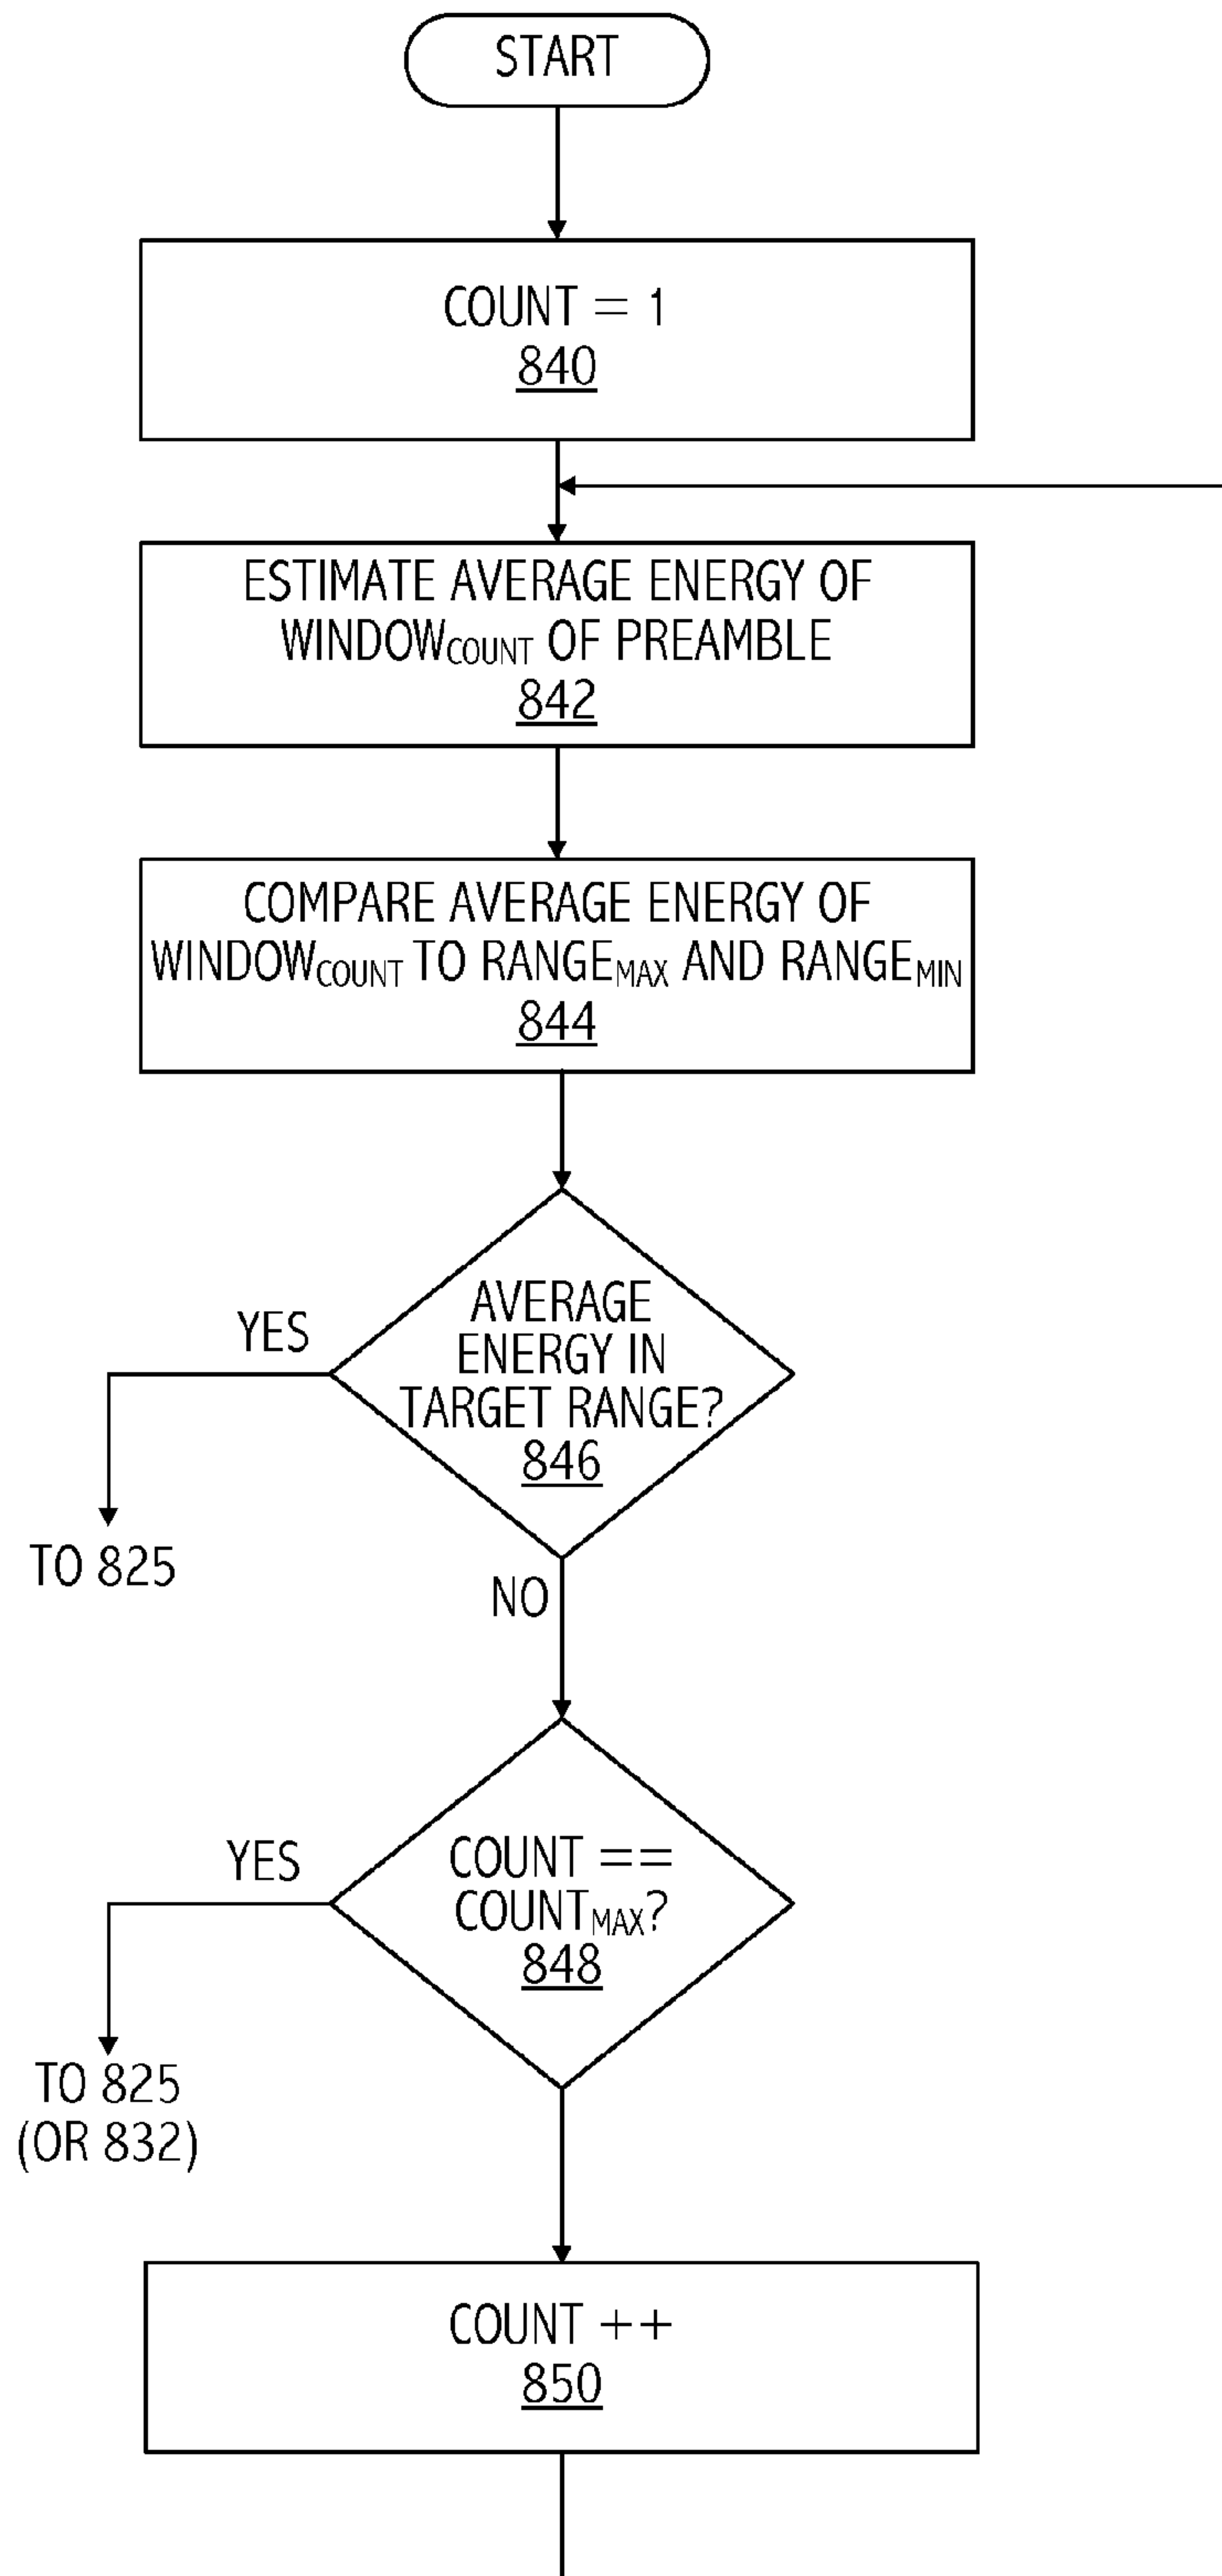 START
COUNT = 1
840
ESTIMATE AVERAGE ENERGY OF
WINDOWCOUNT OF PREAMBLE
842
COMPARE AVERAGE ENERGY OF
WINDOWCOUNT TO RANGEMAX AND RANGEMIN
844
AVERAGE
ENERGY IN
TARGET RANGE?
846
YES
TO 825
NO
COUNT ==
COUNTMAX?
848
YES
TO 825
(OR 832)
COUNT ++
850